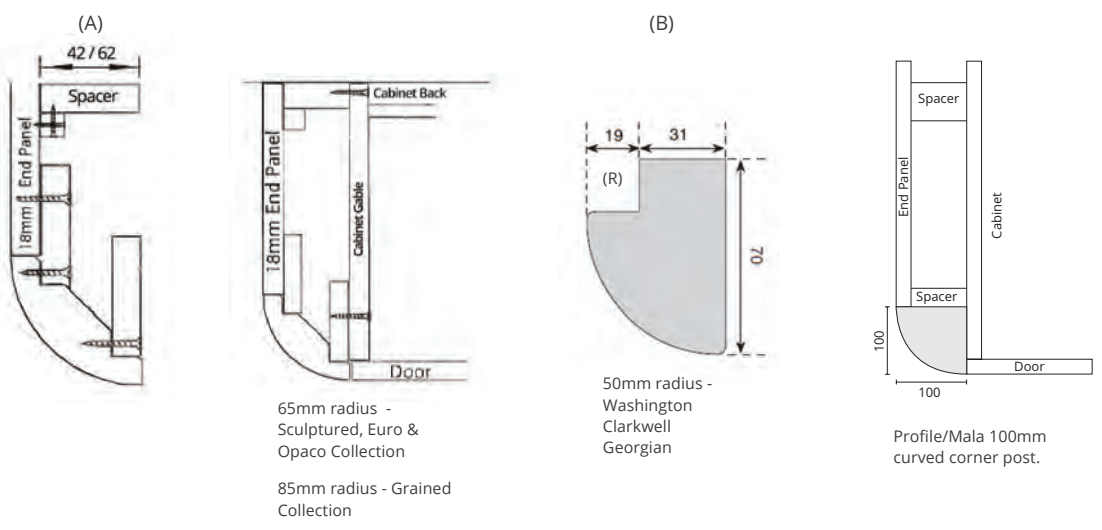 (A)
42 / 62
Spacer
18mm End Panel
18mm End Panel
Cabinet Back
Cabinet Gable
Door
65mm radius -
Sculptured, Euro &
Opaco Collection
85mm radius - Grained
Collection
(B)
19
31
(R)
70
50mm radius -
Washington
Clarkwell
Georgian
Spacer
End Panel
Cabinet
Spacer
100
Door
100
Profile/Mala 100mm
curved corner post.